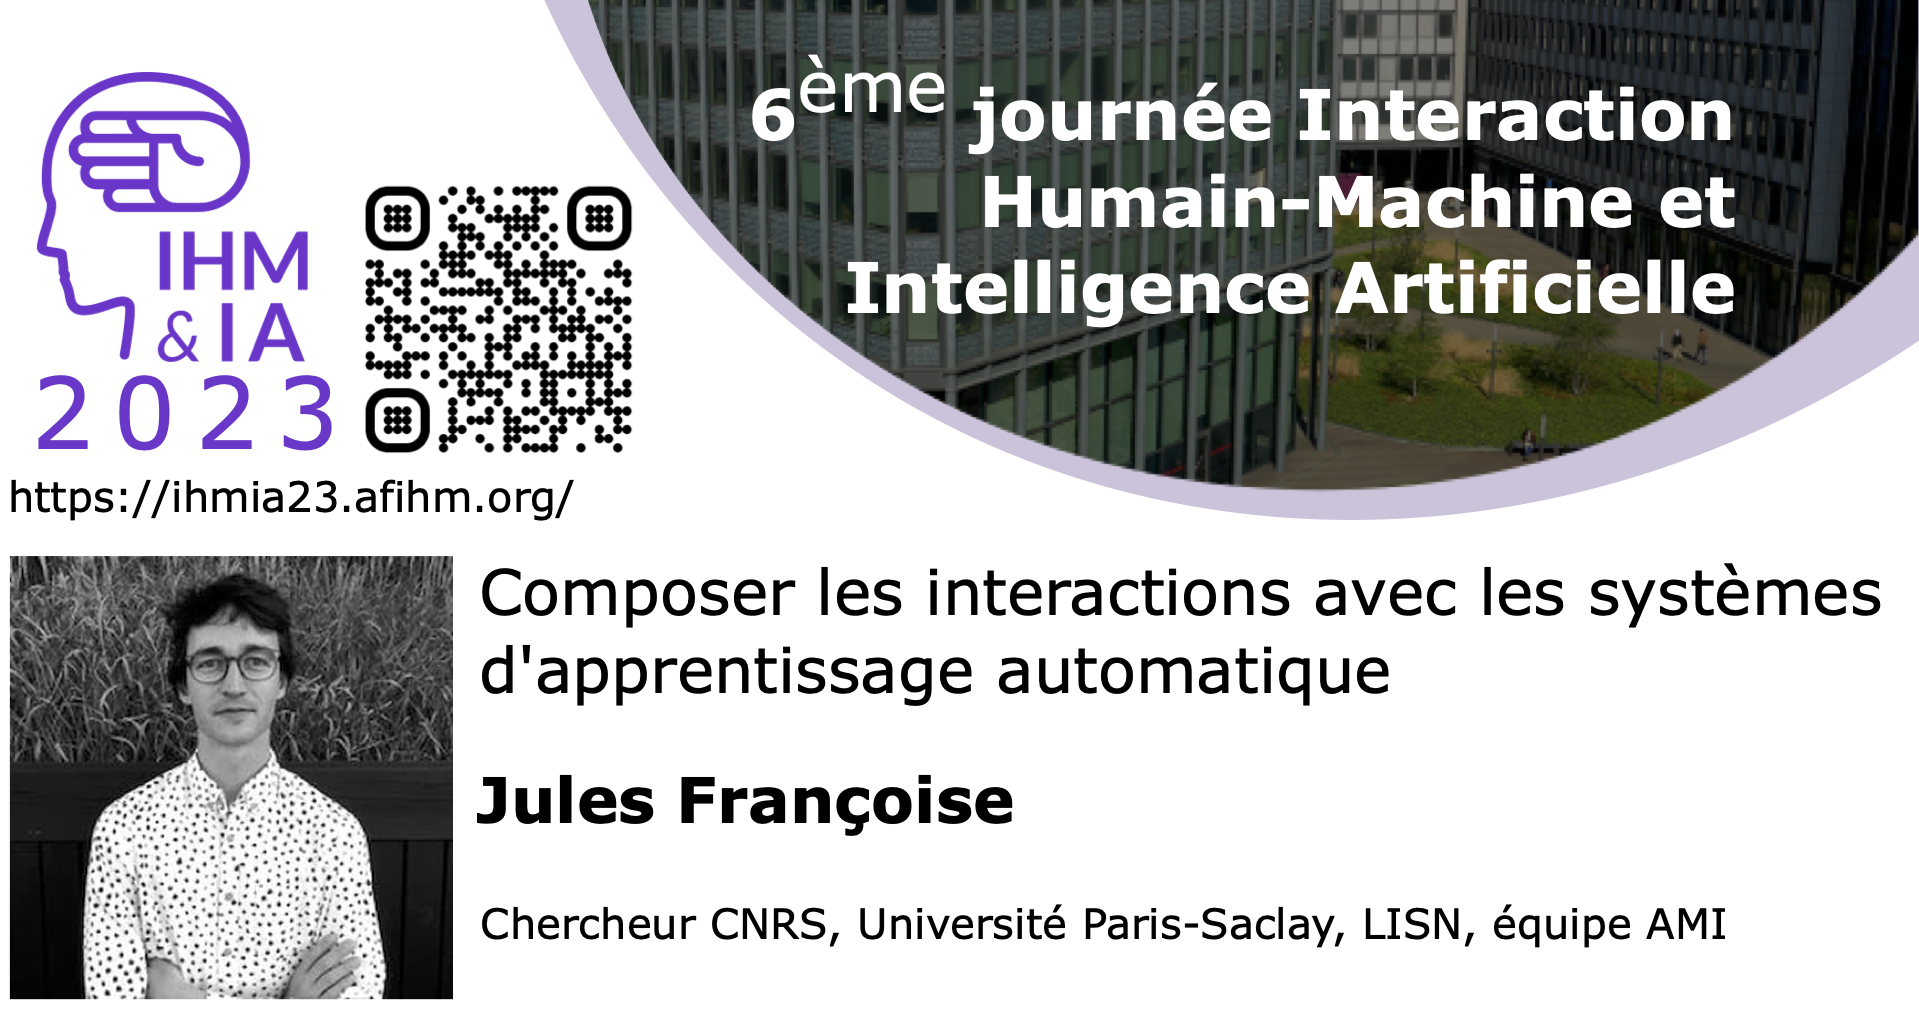 6ème journée Interaction
Humain-Machine et
Intelligence Artificielle
IHM
& IA
2023
https://ihmia23.afihm.org/
Composer les interactions avec les systèmes
d'apprentissage automatique
Jules Françoise
Chercheur CNRS, Université Paris-Saclay, LISN, équipe AMI